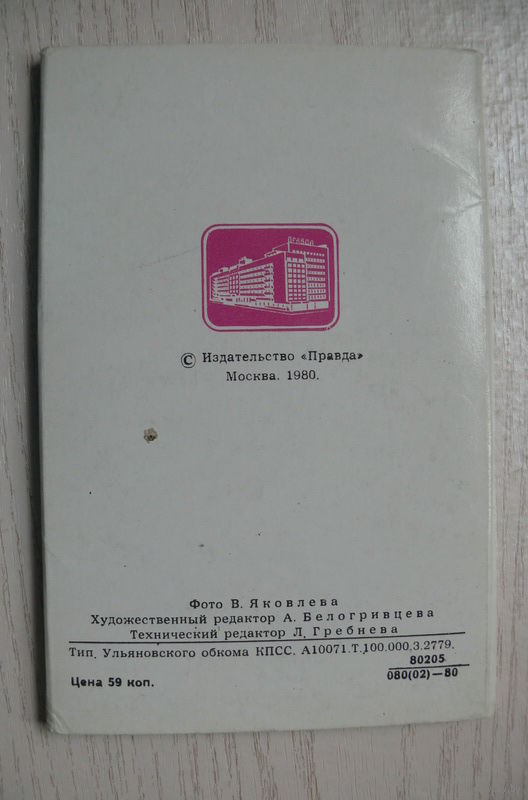 ПРАВДА
© Издательство «Правда»
Москва. 1980.
Фото В. Яковлева
Художественный редактор А. Белогривцева
Технический редактор Л. Гребнева
Тип. Ульяновского обкома КПСС. А10071.Т.100.000.З.2779.
Цена 59 коп.
80205
080(02)—80